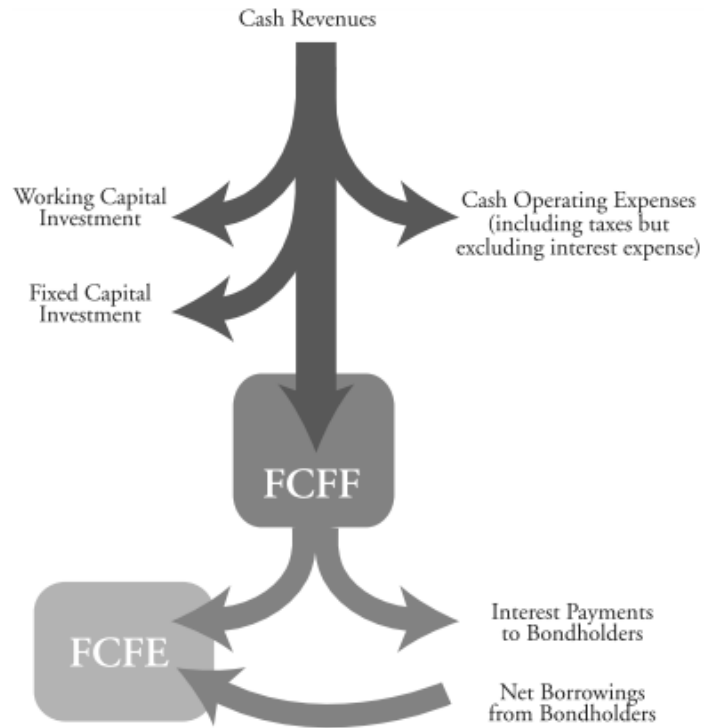 Cash Revenues
Working Capital
Investment
Cash Operating Expenses
(including taxes but
excluding interest expense)
Fixed Capital
Investment
FCFF
FCFE
Interest Payments
to Bondholders
Net Borrowings
from Bondholders